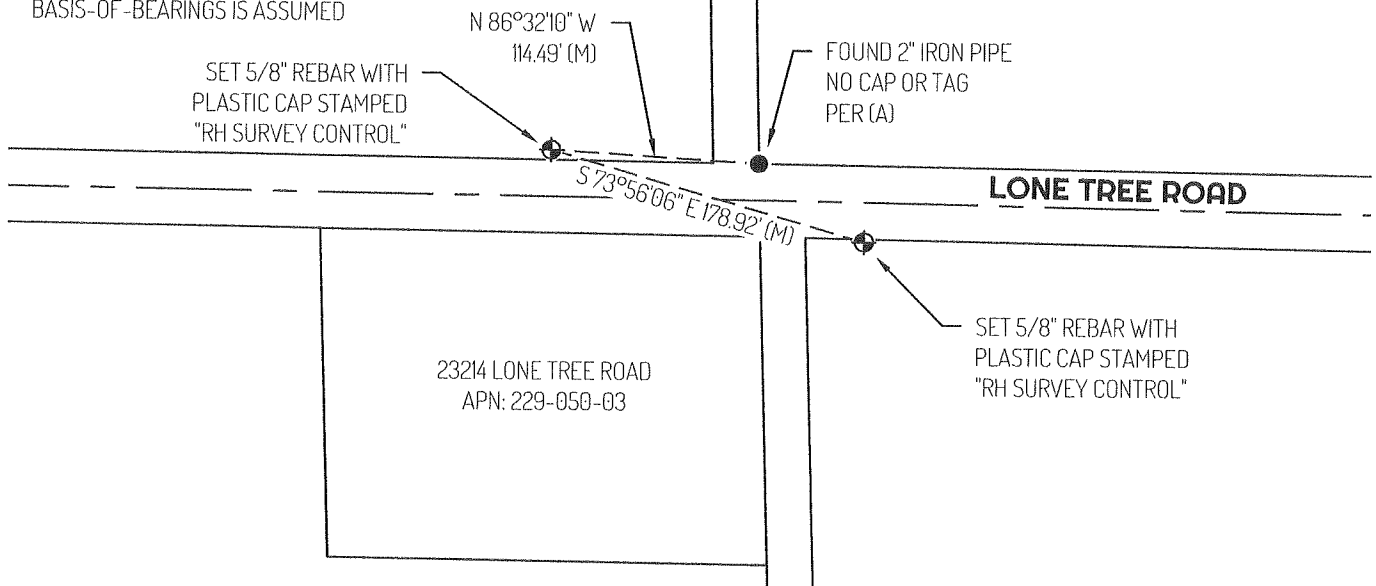 BASIS-OF-BEARINGS IS ASSUMED
N 86°32'10" W
114.49' (M)
SET 5/8" REBAR WITH
PLASTIC CAP STAMPED
"RH SURVEY CONTROL"
FOUND 2" IRON PIPE
NO CAP OR TAG
PER (A)
S 73°56'06" E 178.92' (M)
LONE TREE ROAD
SET 5/8" REBAR WITH
PLASTIC CAP STAMPED
"RH SURVEY CONTROL"
23214 LONE TREE ROAD
APN: 229-050-03